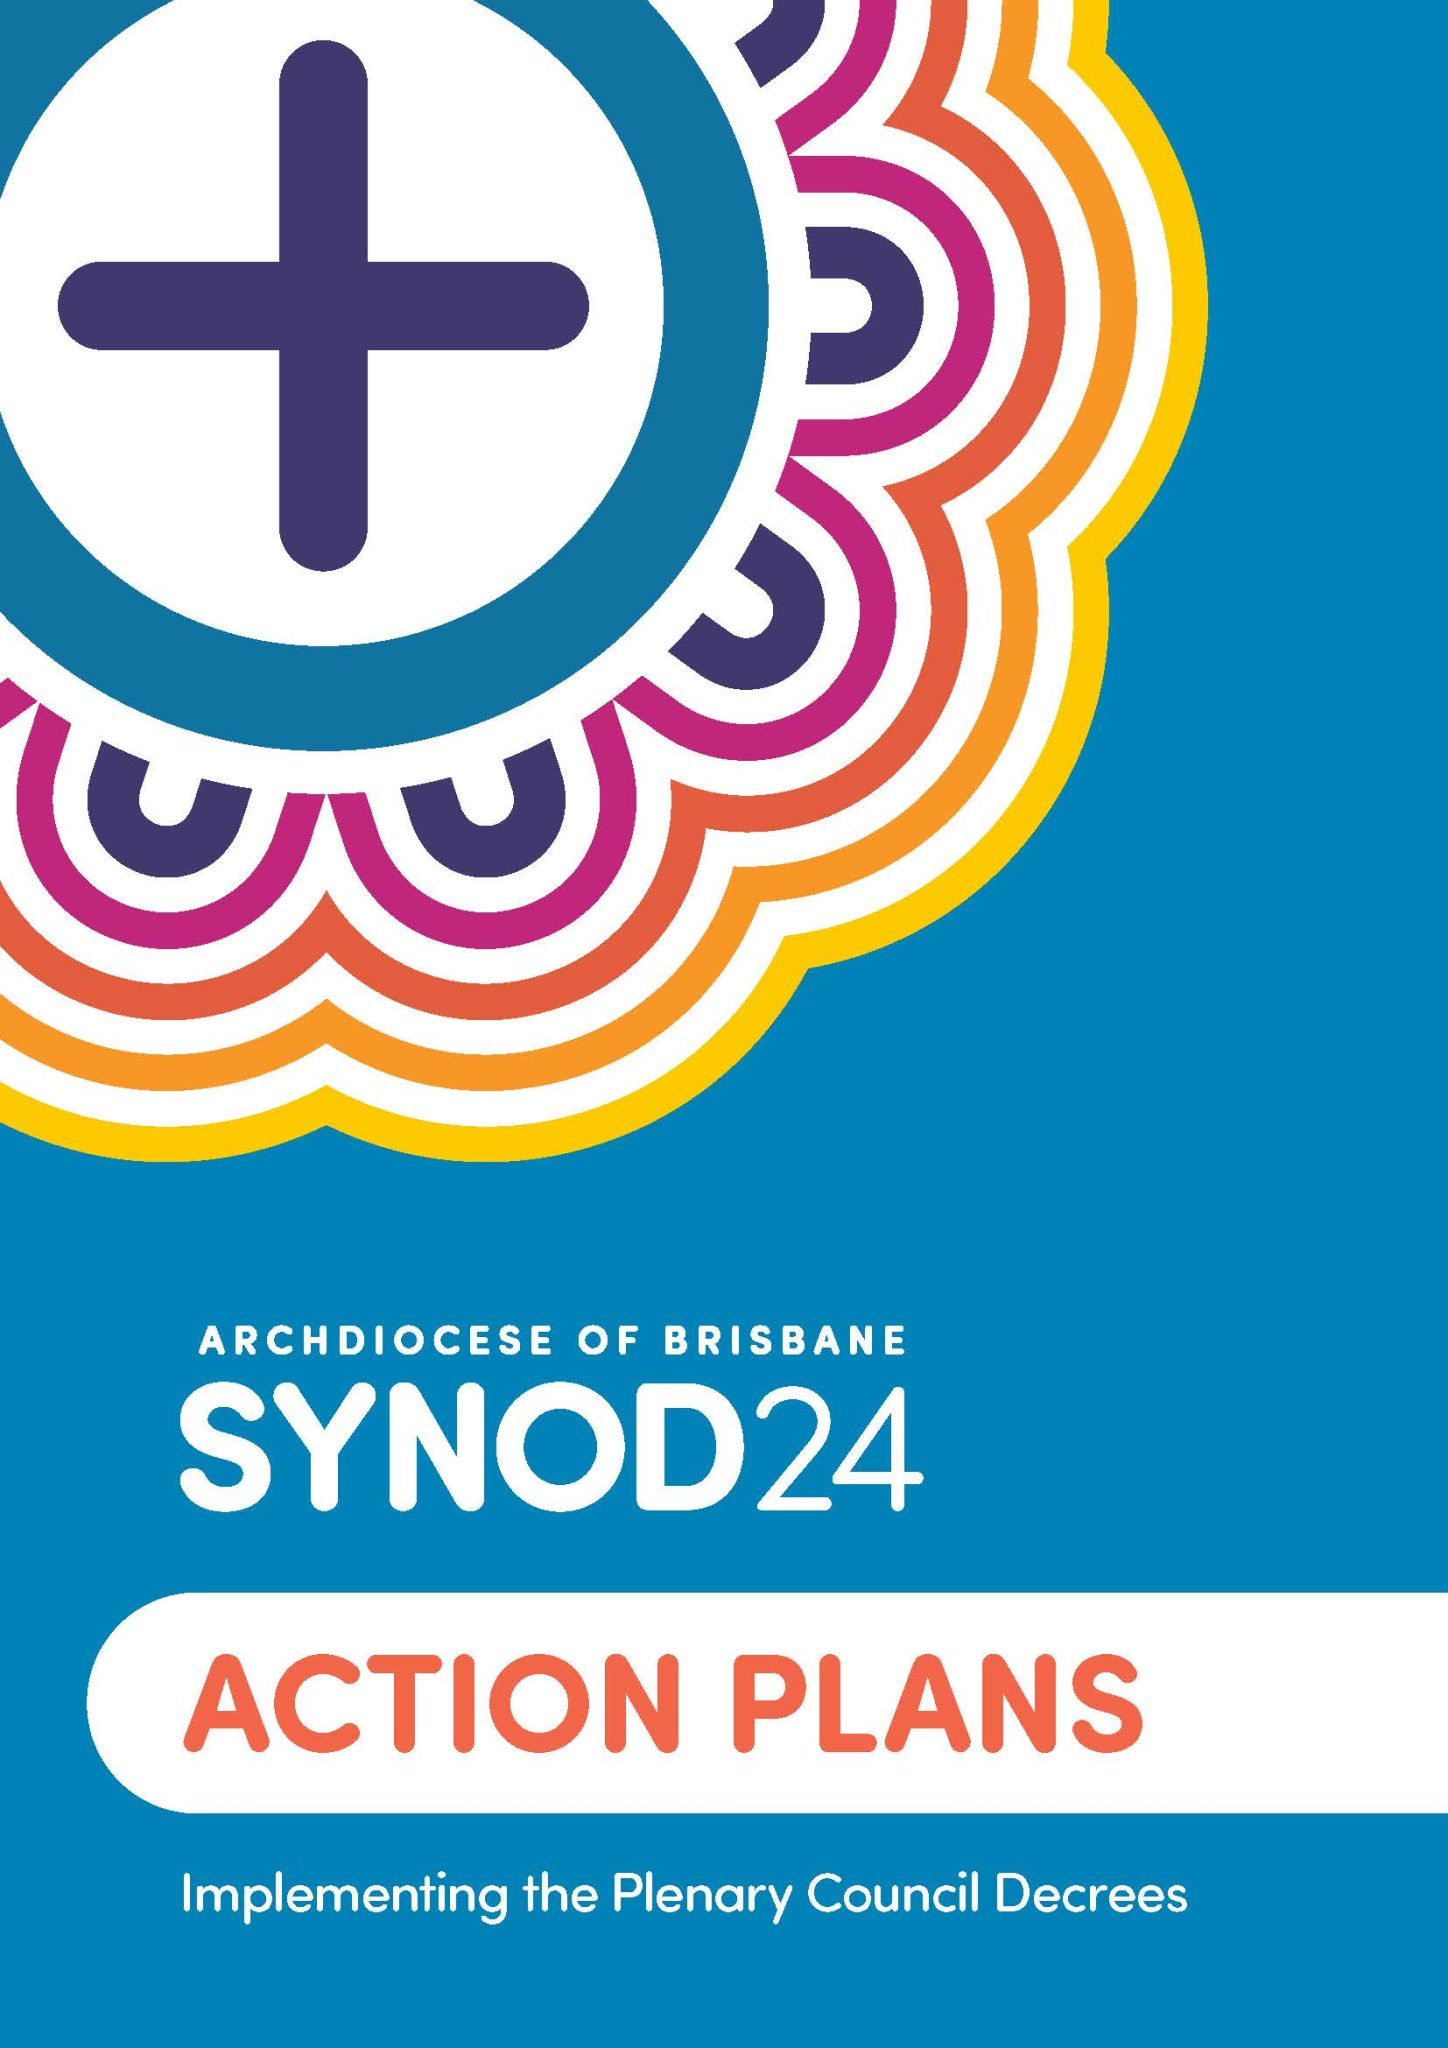 ARCHDIOCESE OF BRISBANE
SYNOD24
ACTION PLANS
Implementing the Plenary Council Decrees